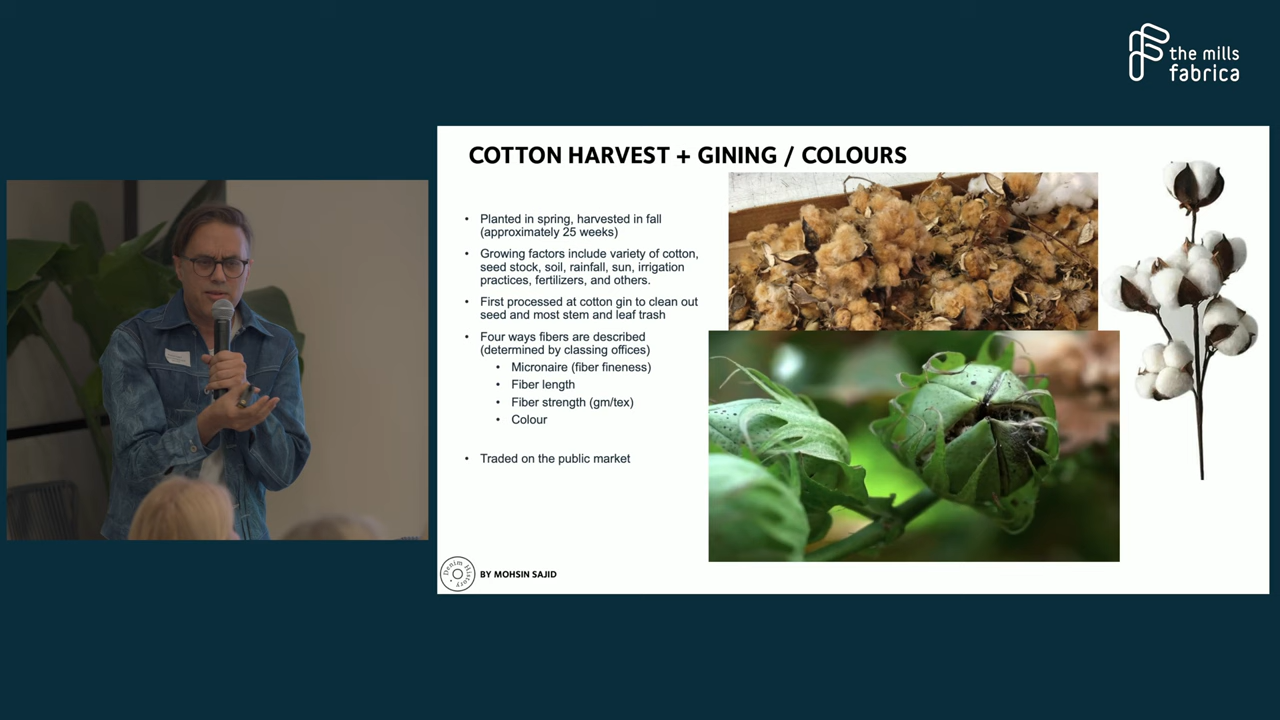 the mills
fabrica
COTTON HARVEST + GINING / COLOURS
• Planted in spring, harvested in fall
(approximately 25 weeks)
• Growing factors include variety of cotton,
seed stock, soil, rainfall, sun, irrigation
practices, fertilizers, and others.
• First processed at cotton gin to clean out
seed and most stem and leaf trash
• Four ways fibers are described
(determined by classing offices)
• Micronaire (fiber fineness)
• Fiber length
• Fiber strength (gm/tex)
• Colour
• Traded on the public market
Denim History
BY MOHSIN SAJID